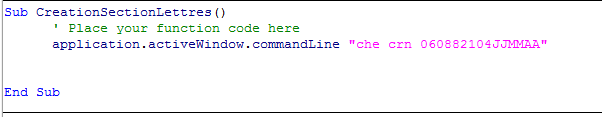 Sub CreationSectionLettres()
' Place your function code here
application.activeWindow.commandLine "che crn 060882104JJMMAA"
End Sub